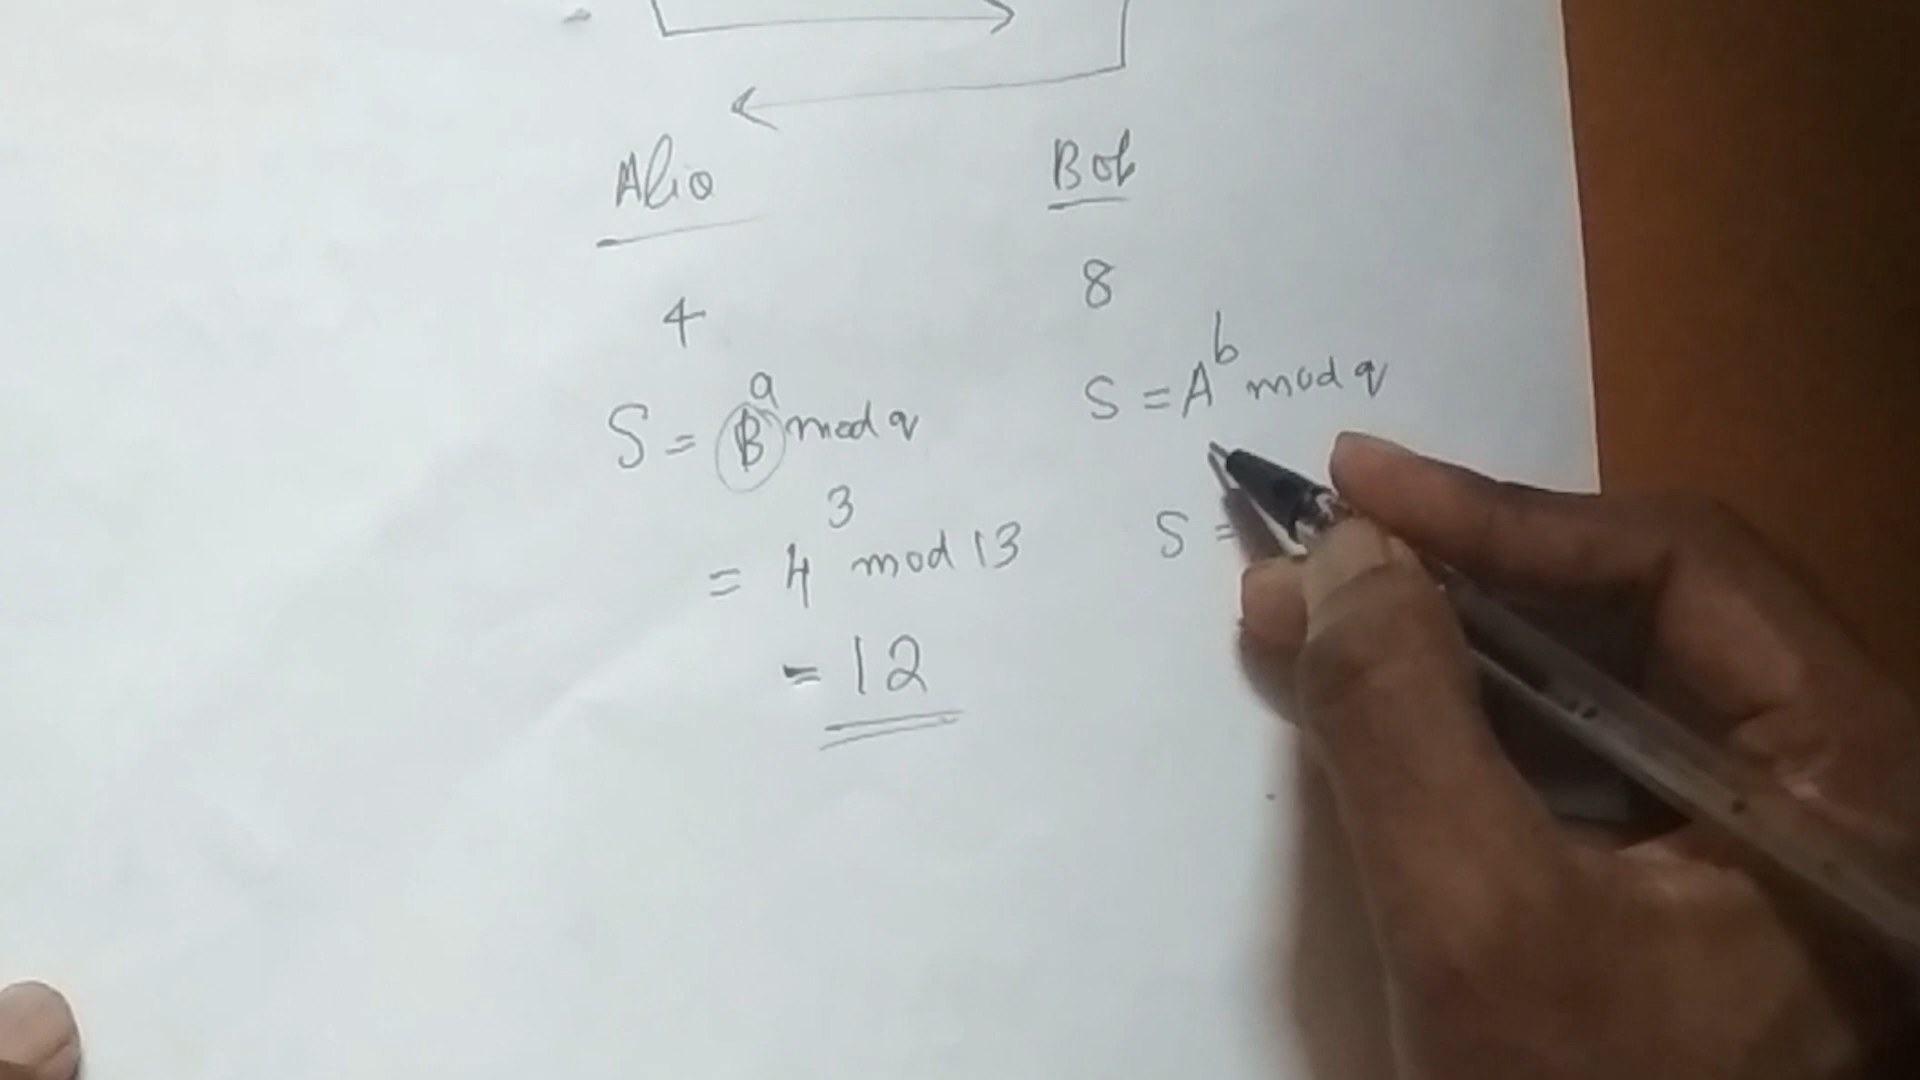 Alice
Bob
4
8
S = B^a mod q
S = A^b mod q
= 4^3 mod 13
S =
= 12